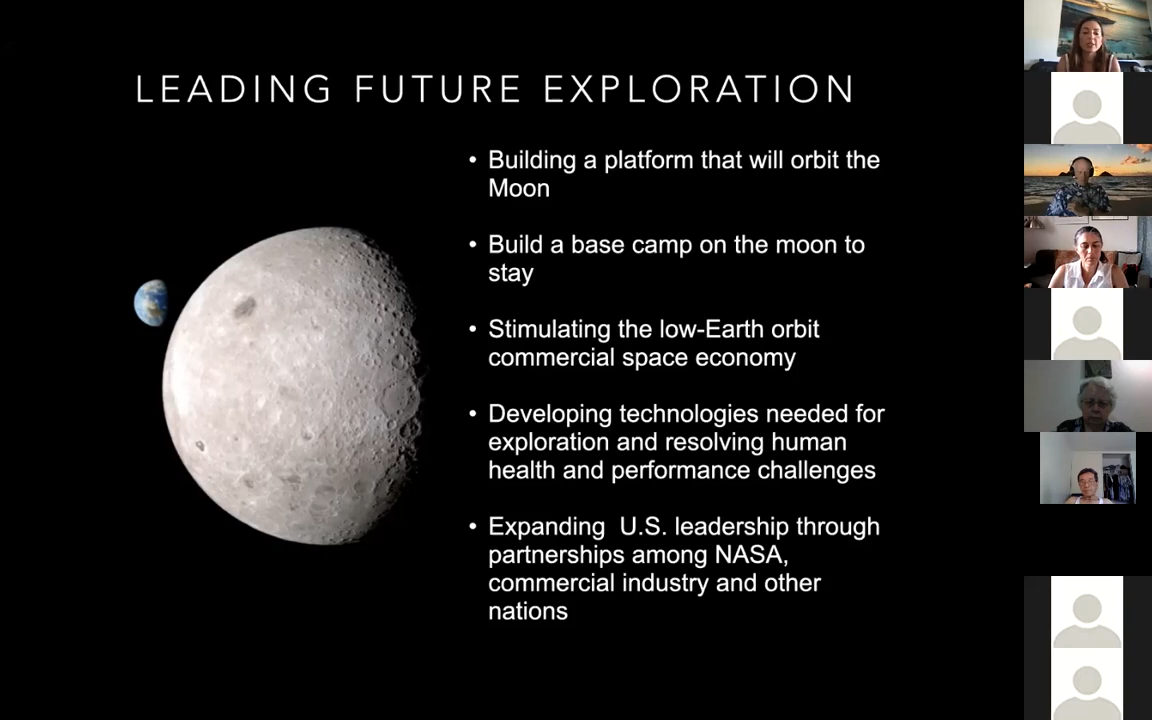 LEADING FUTURE EXPLORATION
• Building a platform that will orbit the
Moon
• Build a base camp on the moon to
stay
• Stimulating the low-Earth orbit
commercial space economy
• Developing technologies needed for
exploration and resolving human
health and performance challenges
• Expanding  U.S. leadership through
partnerships among NASA,
commercial industry and other
nations